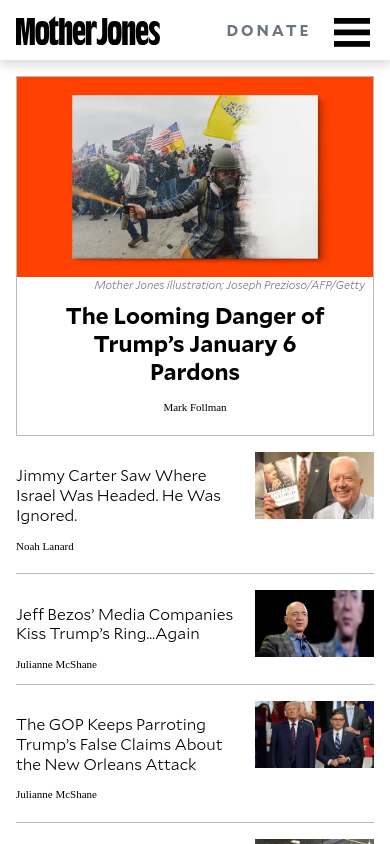 Mother Jones
DONATE
Mother Jones illustration; Joseph Prezioso/AFP/Getty
The Looming Danger of
Trump’s January 6
Pardons
Mark Follman
Jimmy Carter Saw Where
Israel Was Headed. He Was
Ignored.
Noah Lanard
Jeff Bezos’ Media Companies
Kiss Trump’s Ring…Again
Julianne McShane
The GOP Keeps Parroting
Trump’s False Claims About
the New Orleans Attack
Julianne McShane